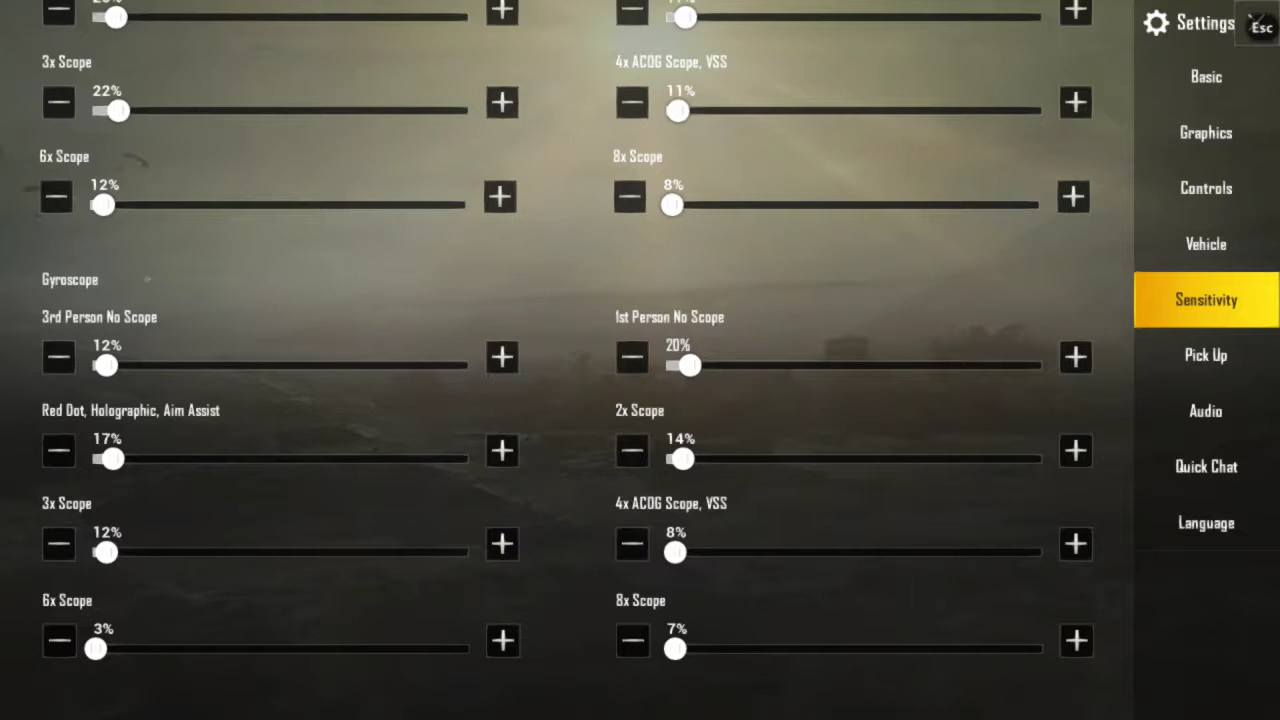 Settings
Esc
3x Scope
22%
4x ACOG Scope, VSS
11%
6x Scope
12%
8x Scope
8%
Gyroscope
3rd Person No Scope
12%
1st Person No Scope
20%
Red Dot, Holographic, Aim Assist
17%
2x Scope
14%
3x Scope
12%
4x ACOG Scope, VSS
8%
6x Scope
3%
8x Scope
7%
Basic
Graphics
Controls
Vehicle
Sensitivity
Pick Up
Audio
Quick Chat
Language